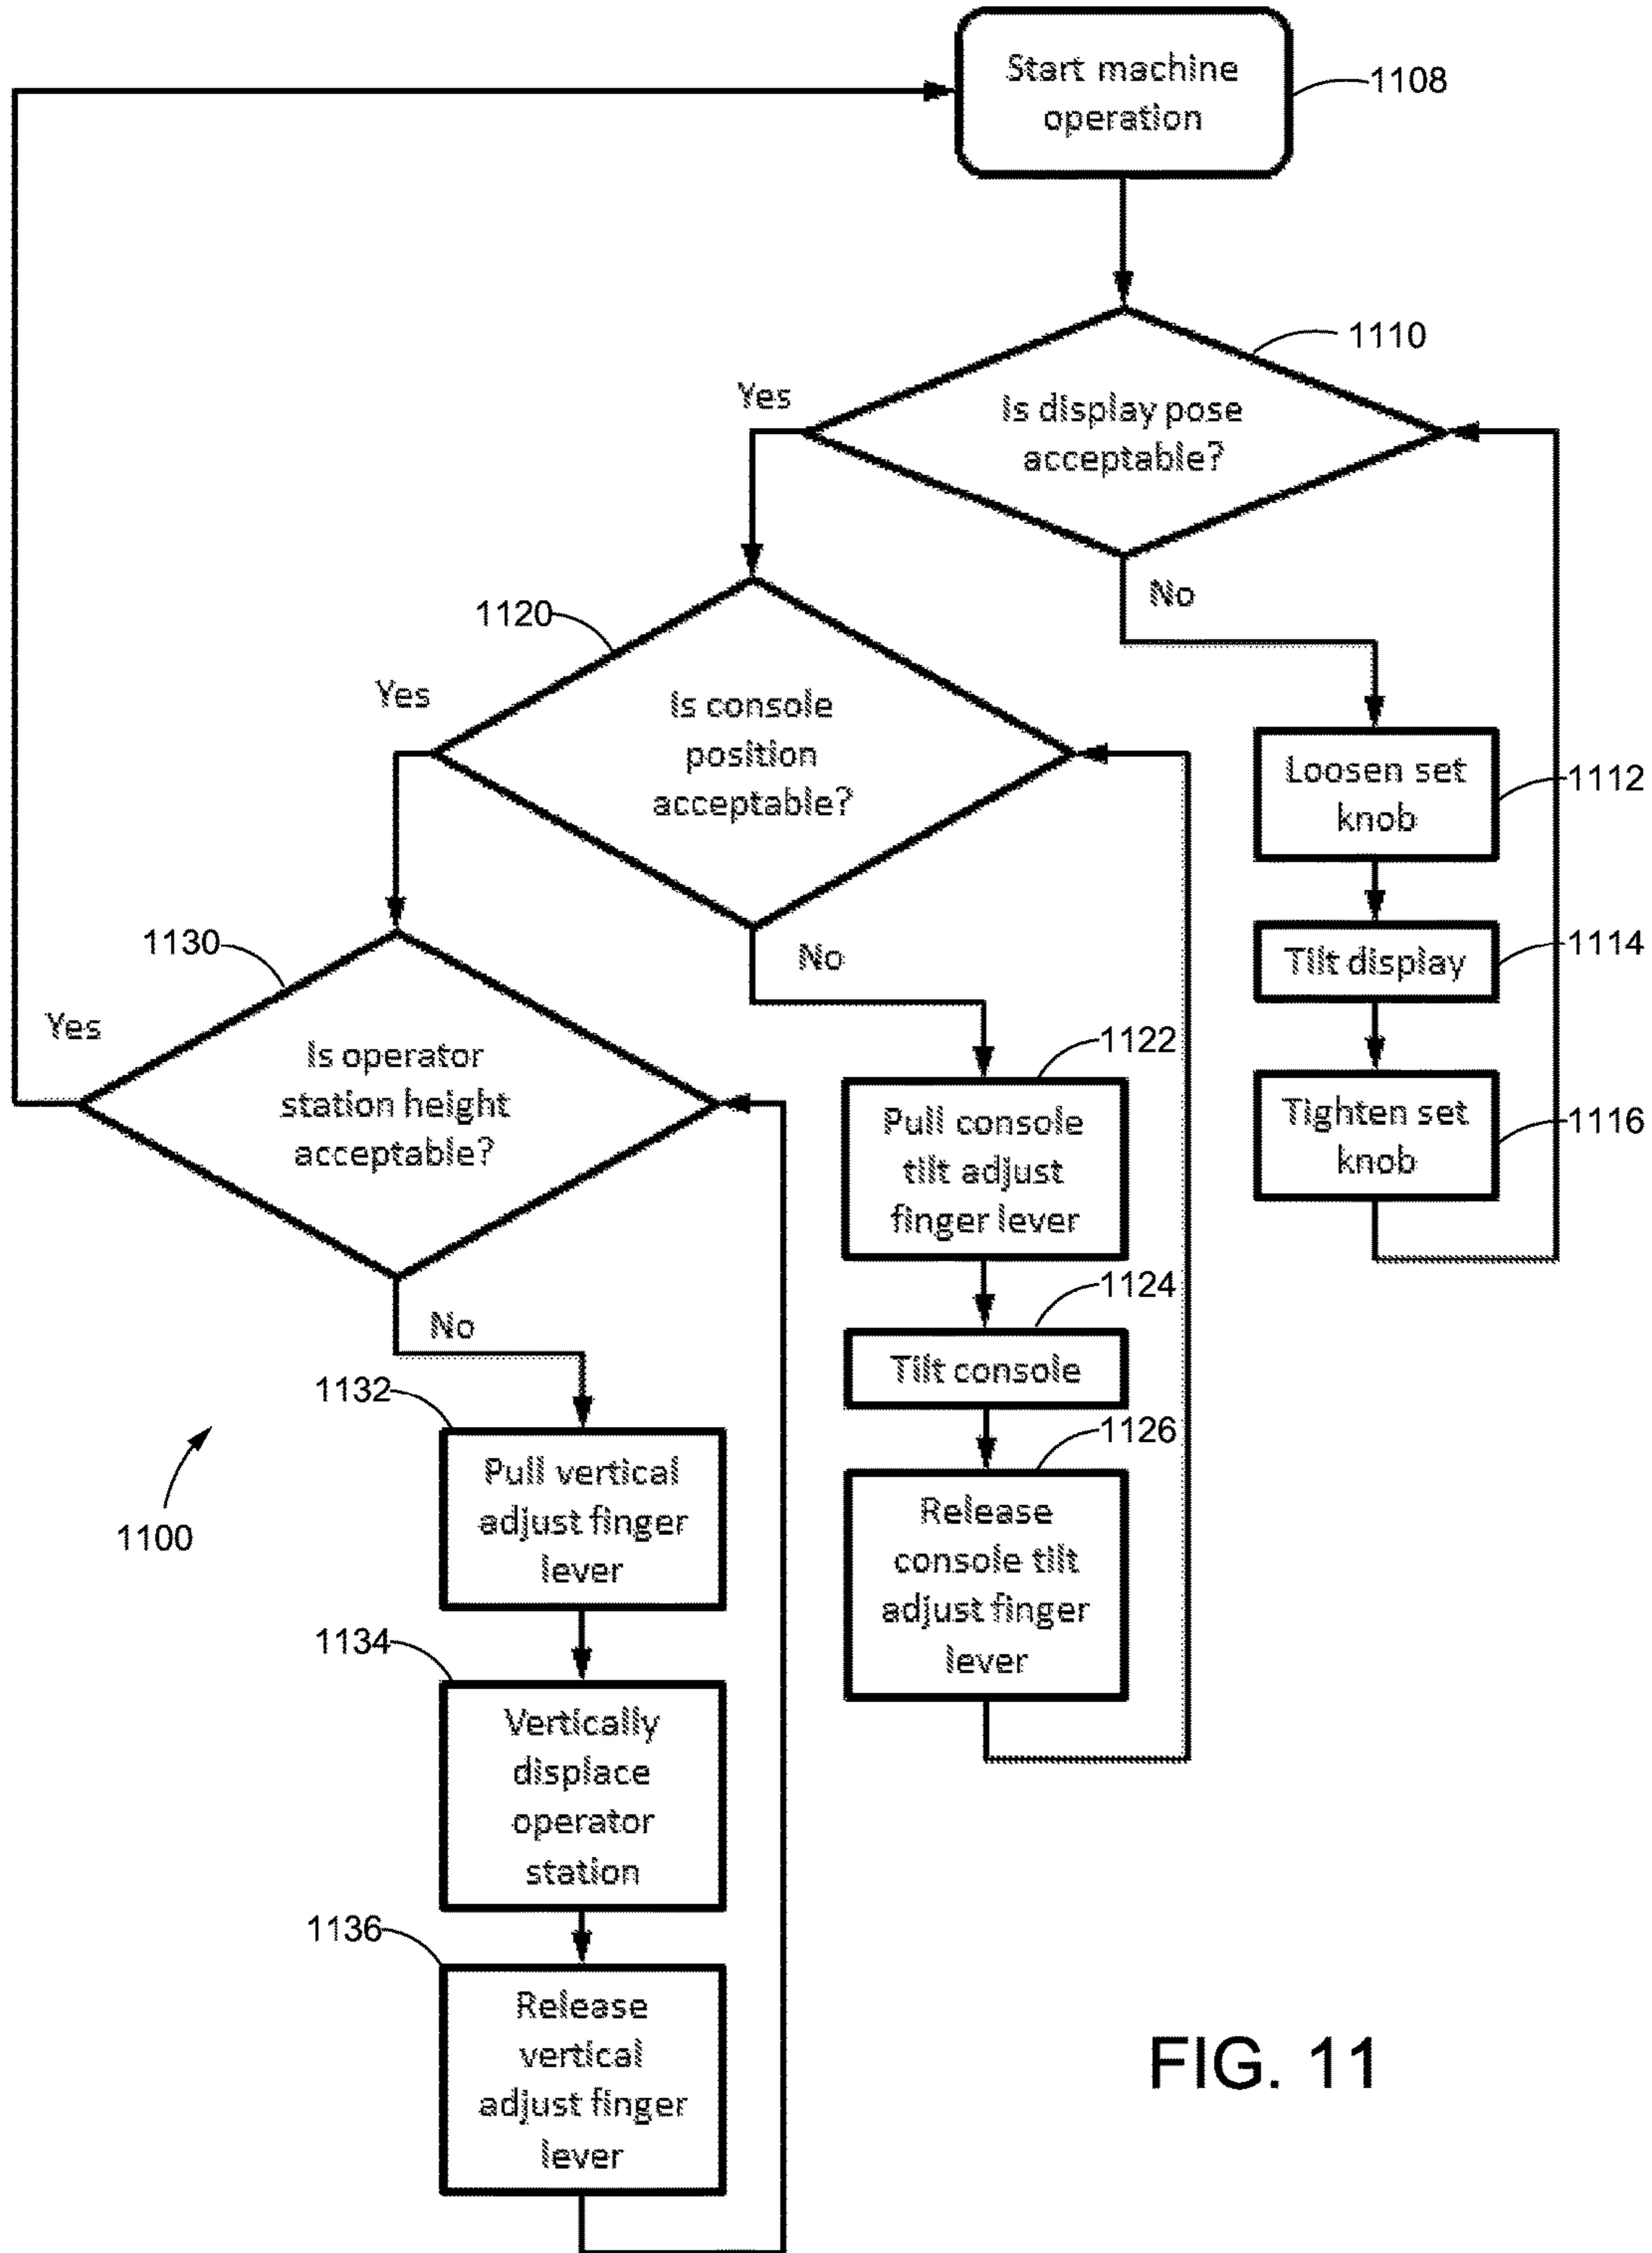 Start machine
operation
1108
1110
Yes
Is display pose
acceptable?
No
1120
Yes
Is console
position
acceptable?
Loosen set
knob
1112
1130
No
Tilt display
1114
Yes
Is operator
station height
acceptable?
1122
Pull console
tilt adjust
finger lever
Tighten set
knob
1116
No
1124
Tilt console
1132
1126
Pull vertical
adjust finger
lever
Release
console tilt
adjust finger
lever
1100
1134
Vertically
displace
operator
station
1136
Release
vertical
adjust finger
lever
FIG. 11